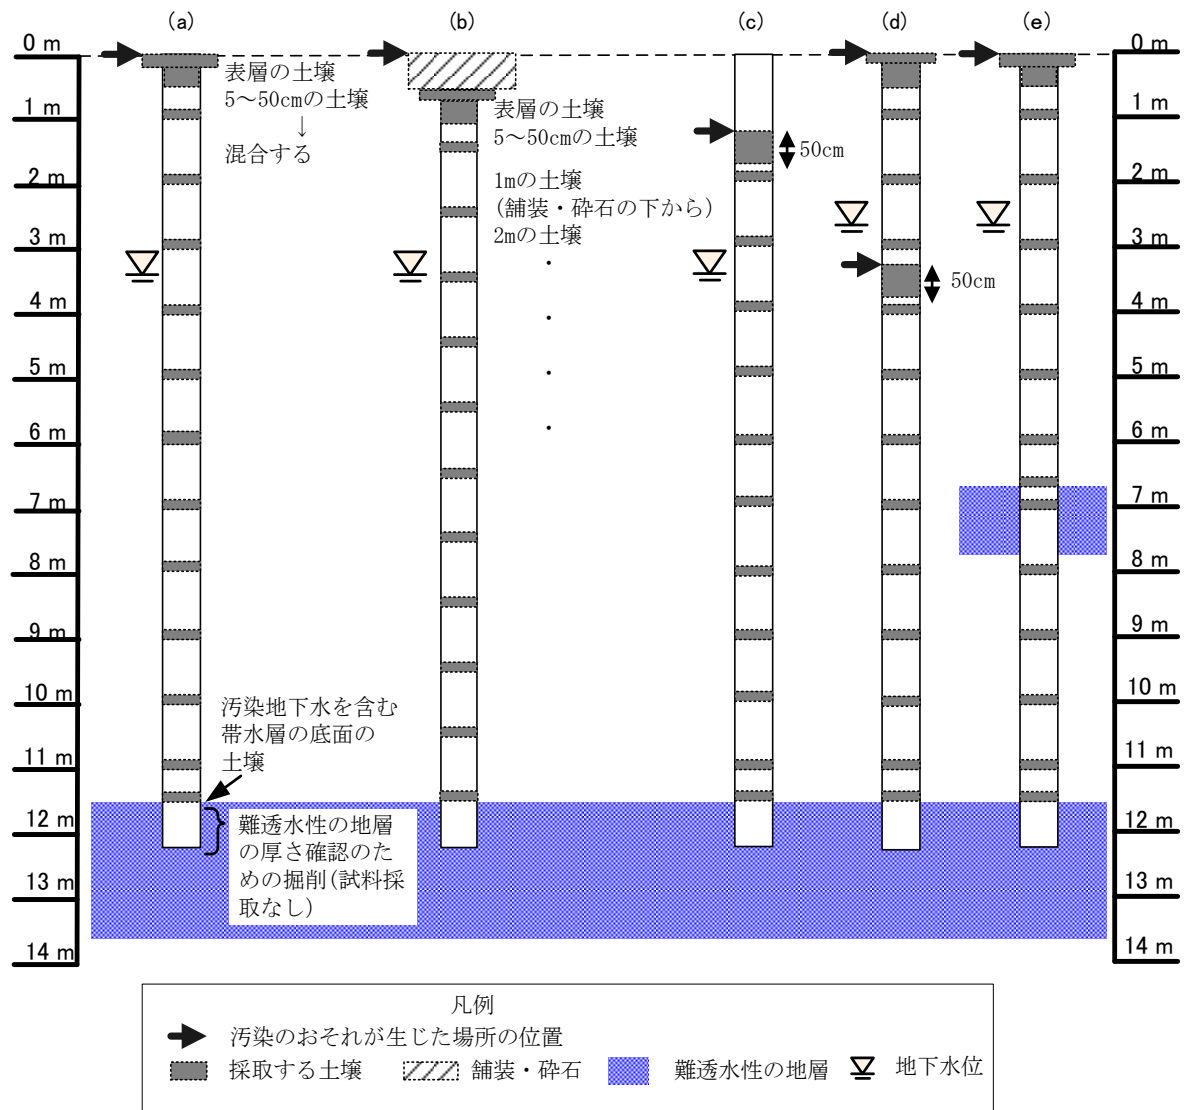 (a)
(b)
(c)
(d)
(e)
0 m
1 m
2 m
3 m
4 m
5 m
6 m
7 m
8 m
9 m
10 m
11 m
12 m
13 m
14 m
表層の土壌
5～50cmの土壌
↓
混合する
表層の土壌
5～50cmの土壌
1mの土壌
(舗装・砕石の下から)
2mの土壌
・
・
・
・
50cm
50cm
汚染地下水を含む
帯水層の底面の
土壌
難透水性の地層
の厚さ確認のた
めの掘削(試料採
取なし)
0 m
1 m
2 m
3 m
4 m
5 m
6 m
7 m
8 m
9 m
10 m
11 m
12 m
13 m
14 m
凡例
汚染のおそれが生じた場所の位置
採取する土壌
舗装・砕石
難透水性の地層
地下水位